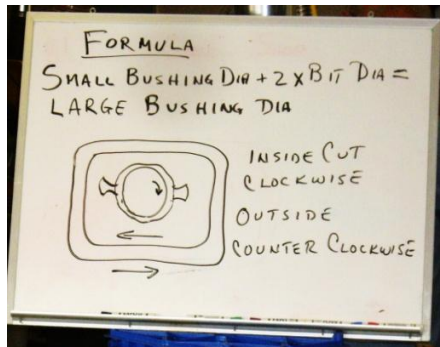 FORMULA
SMALL BUSHING DIA + 2 x BIT DIA =
LARGE BUSHING DIA
INSIDE CUT
CLOCKWISE
OUTSIDE
COUNTER CLOCKWISE